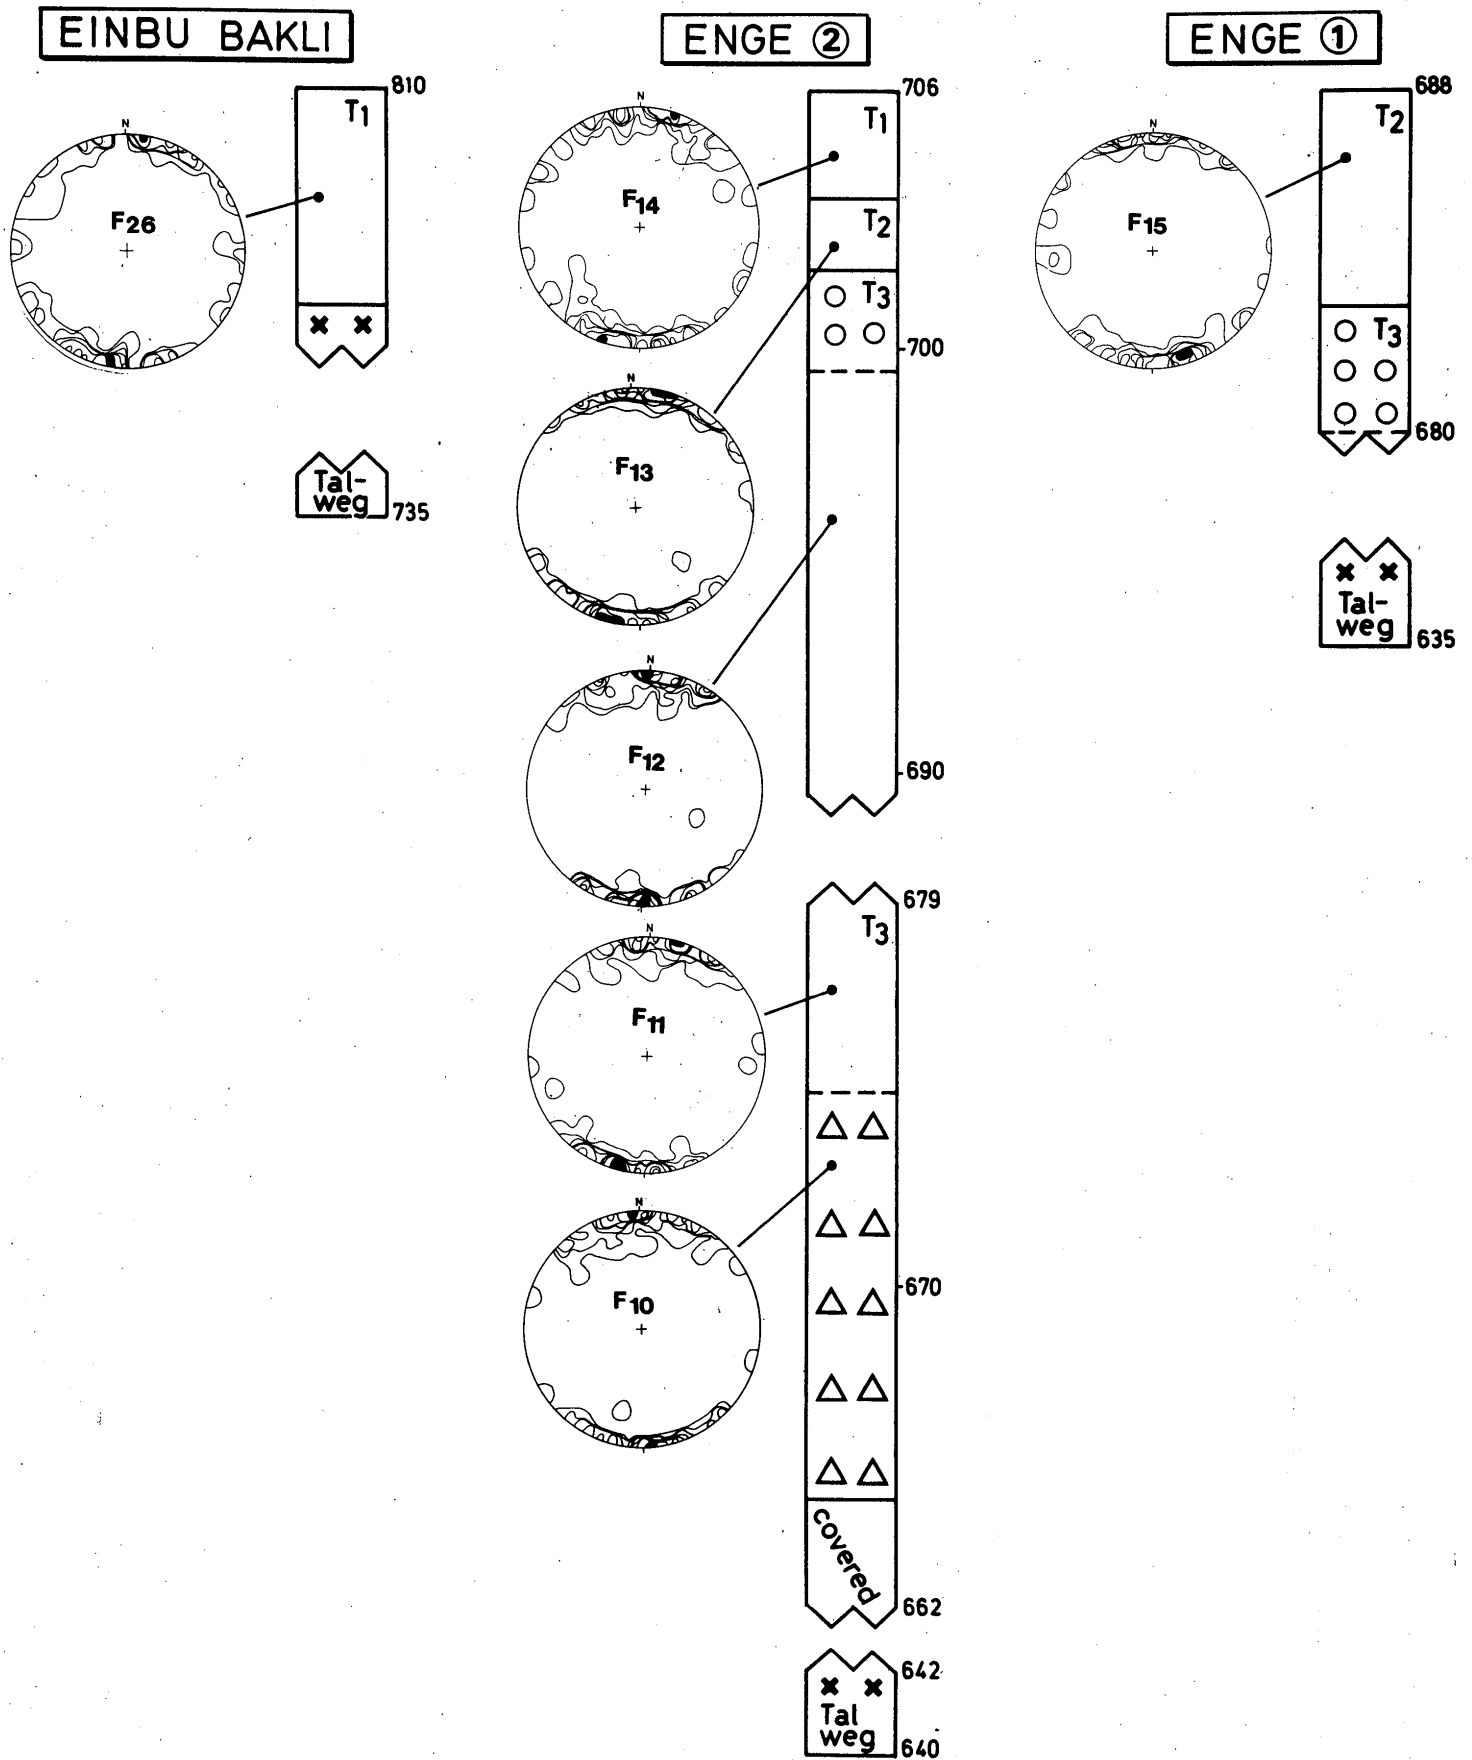 EINBU BAKLI
810
T1
N
F26
Tal-
weg
735
ENGE ②
706
T1
N
F14
T2
T3
700
N
F13
N
F12
690
679
T3
N
F11
N
F10
670
covered
662
642
Tal
weg
640
ENGE ①
688
T2
N
F15
T3
680
Tal-
weg
635